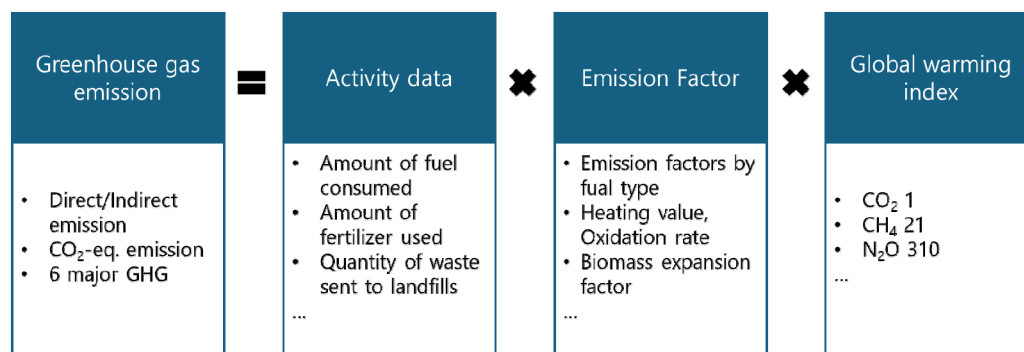 Greenhouse gas
emission
=
Activity data
✖
Emission Factor
✖
Global warming
index
• Direct/Indirect
emission
• CO₂-eq. emission
• 6 major GHG
• Amount of fuel
consumed
• Amount of
fertilizer used
• Quantity of waste
sent to landfills
...
• Emission factors by
fual type
• Heating value,
Oxidation rate
• Biomass expansion
factor
...
• CO₂ 1
• CH₄ 21
• N₂O 310
...